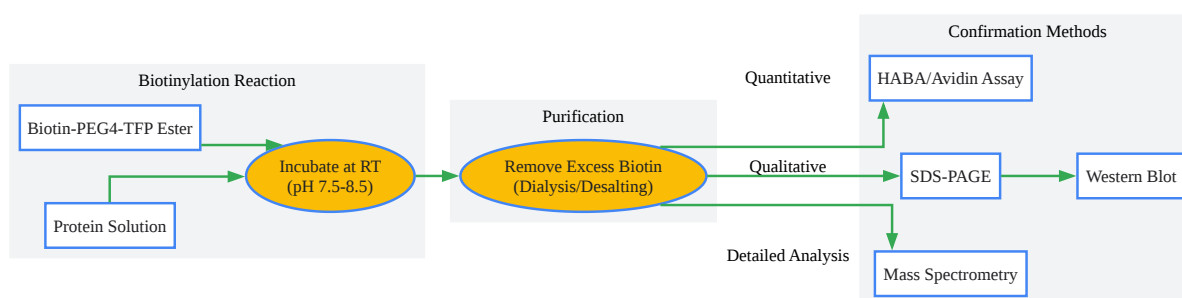 Biotinylation Reaction
Biotin-PEG4-TFP Ester
Protein Solution
Incubate at RT
(pH 7.5-8.5)
Purification
Remove Excess Biotin
(Dialysis/Desalting)
Quantitative
Qualitative
Detailed Analysis
Confirmation Methods
HABA/Avidin Assay
SDS-PAGE
Western Blot
Mass Spectrometry